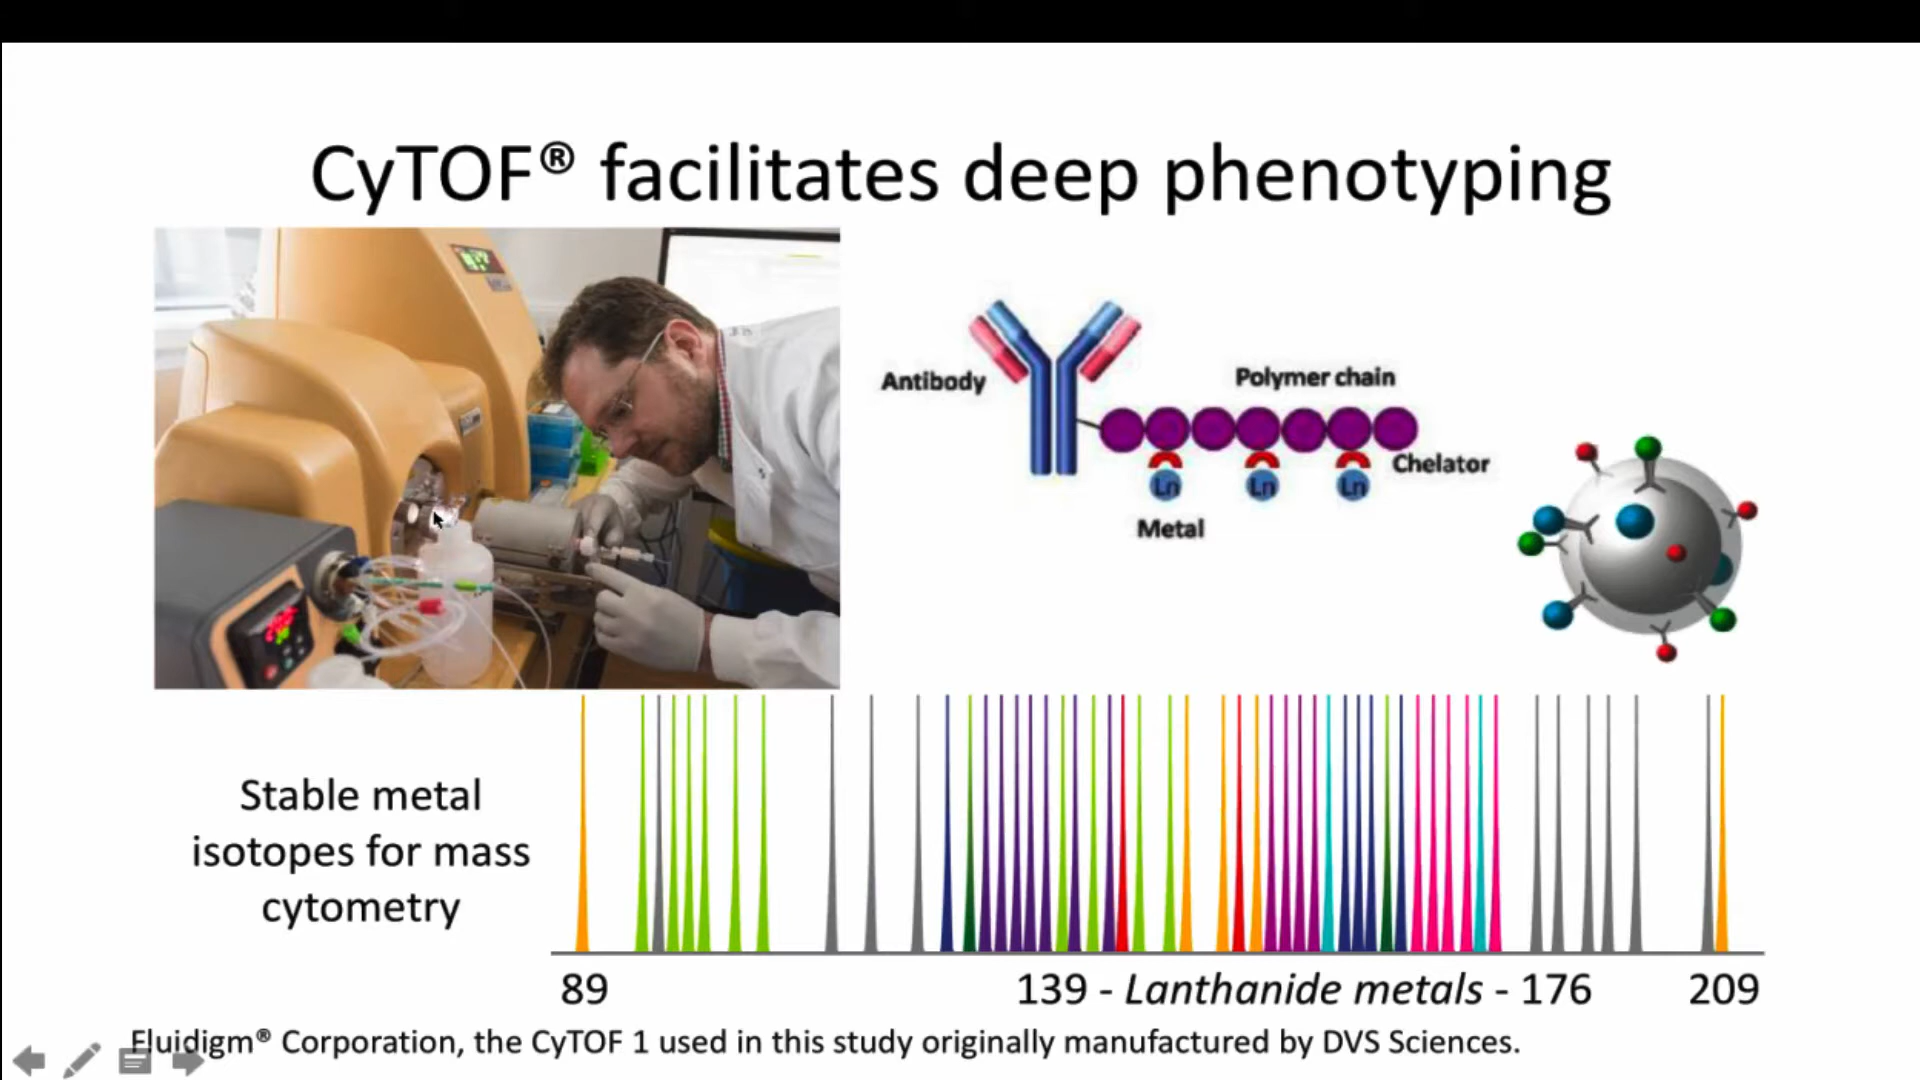 CyTOF® facilitates deep phenotyping
Antibody
Polymer chain
Chelator
Ln Ln Ln
Metal
Stable metal
isotopes for mass
cytometry
89
139 - Lanthanide metals - 176
209
Fluidigm® Corporation, the CyTOF 1 used in this study originally manufactured by DVS Sciences.